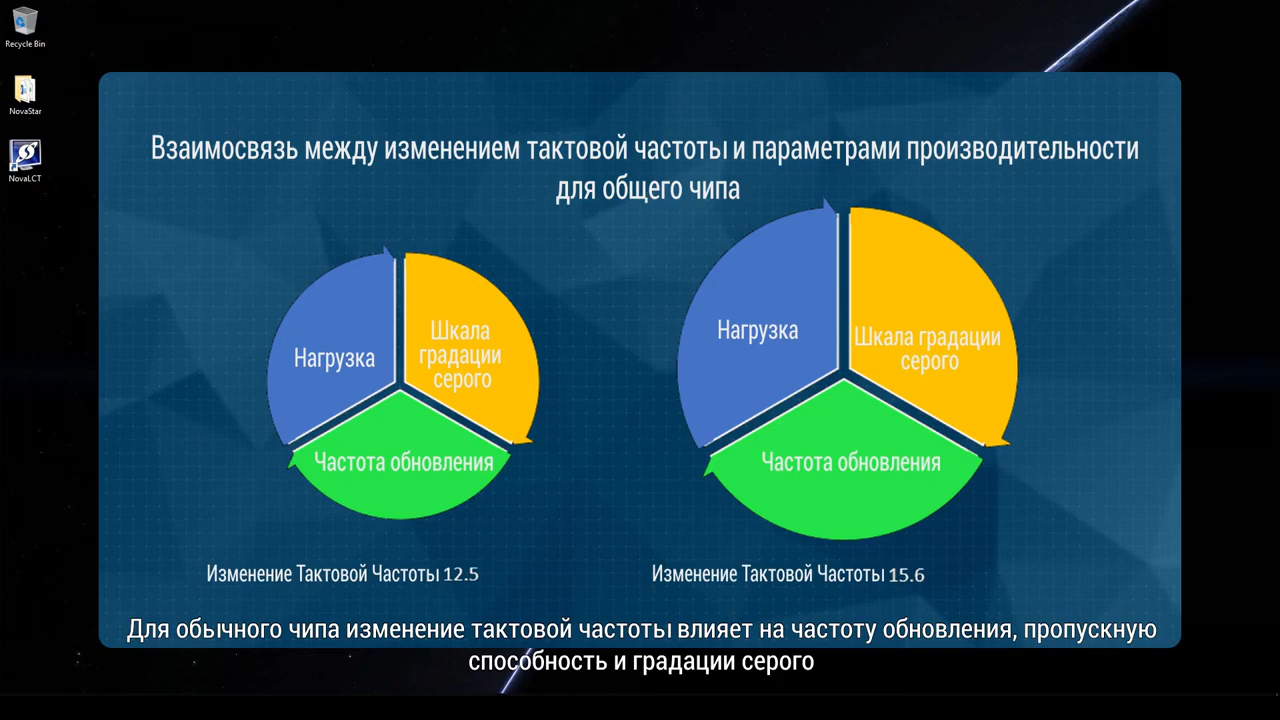 Recycle Bin
NovaStar
NovaLCT
Взаимосвязь между изменением тактовой частоты и параметрами производительности
для общего чипа
Нагрузка
Шкала
градации
серого
Частота обновления
Изменение Тактовой Частоты 12.5
Нагрузка
Шкала градации
серого
Частота обновления
Изменение Тактовой Частоты 15.6
Для обычного чипа изменение тактовой частоты влияет на частоту обновления, пропускную
способность и градации серого